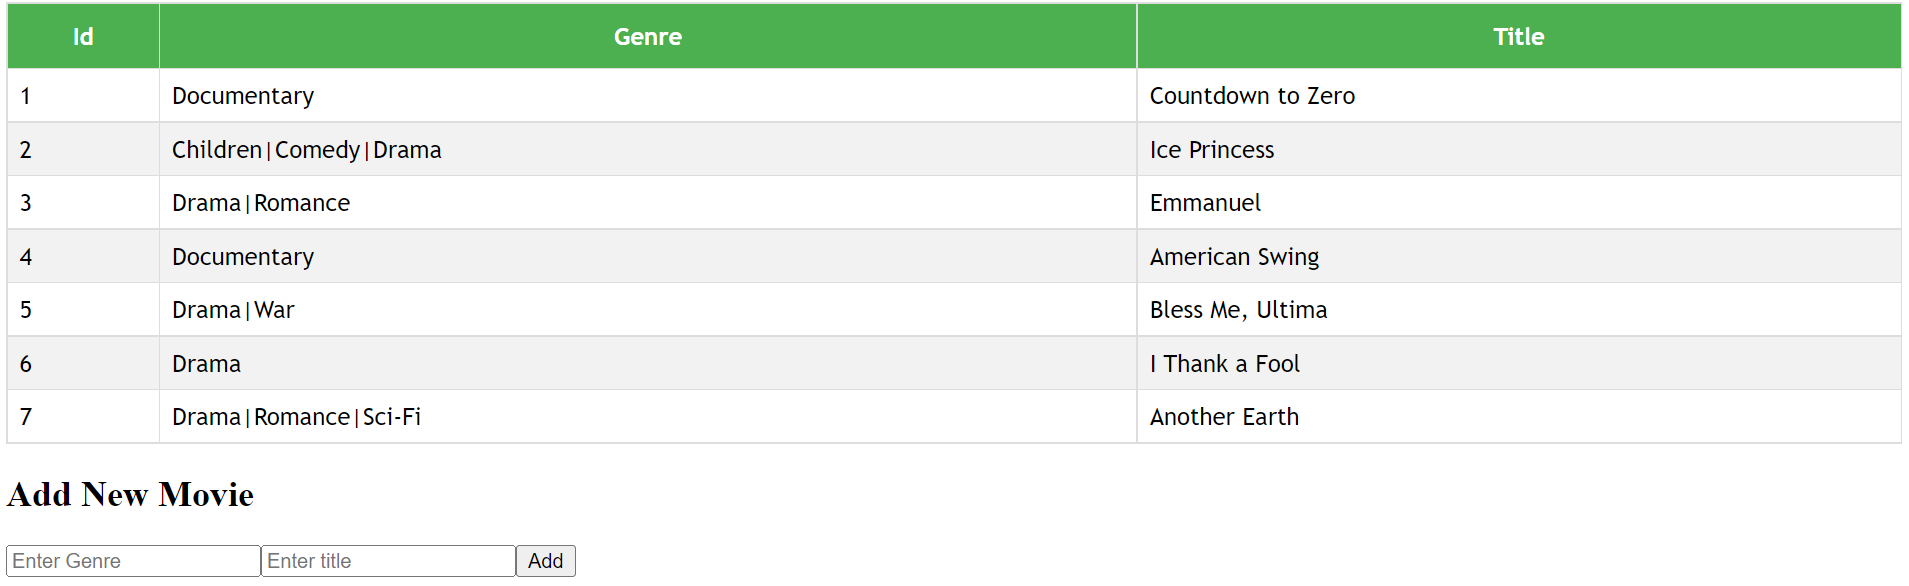 Id Genre Title
1 Documentary Countdown to Zero
2 Children|Comedy|Drama Ice Princess
3 Drama|Romance Emmanuel
4 Documentary American Swing
5 Drama|War Bless Me, Ultima
6 Drama I Thank a Fool
7 Drama|Romance|Sci-Fi Another Earth
Add New Movie
Enter Genre Enter title Add